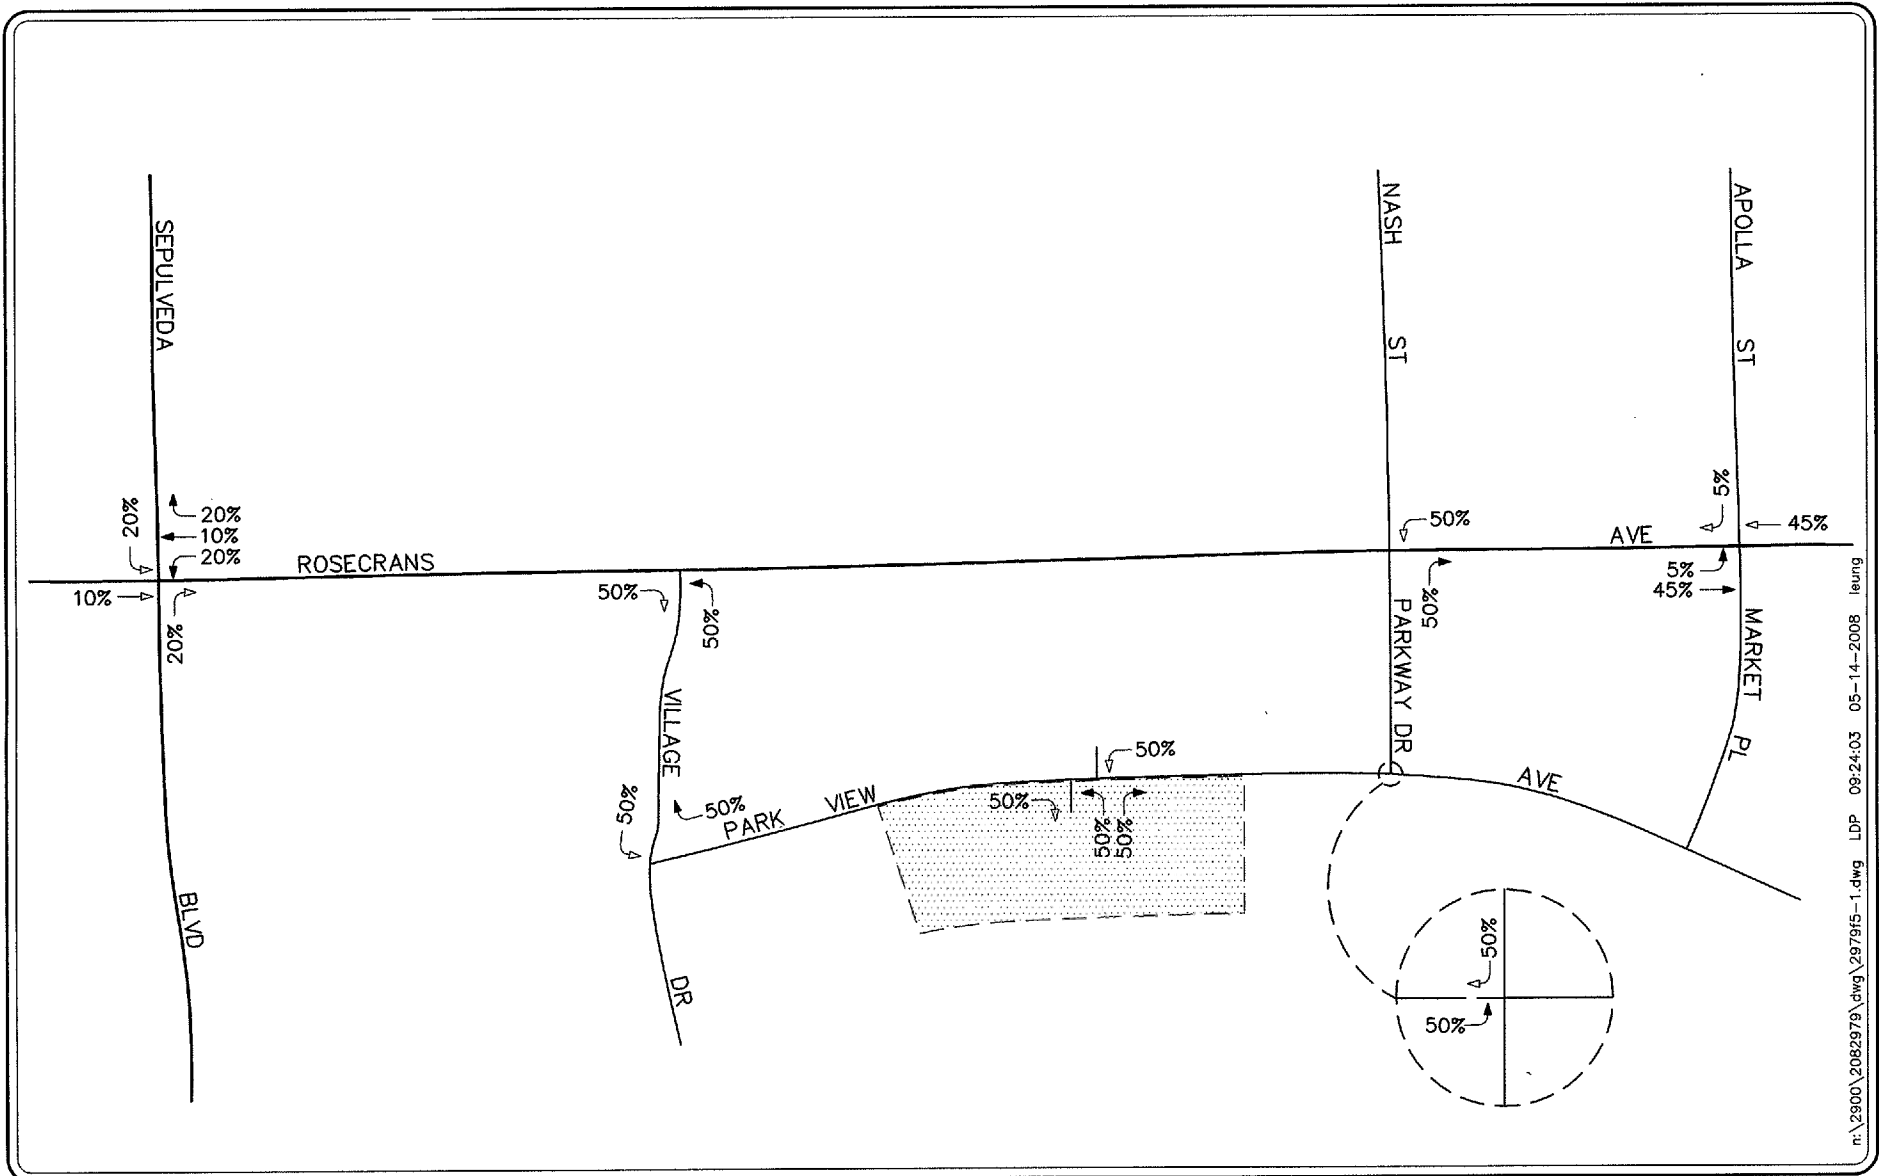 SEPULVEDA
BLVD
NASH
ST
APOLLA
ST
20%
20%
10%
20%
10%
20%
ROSECRANS
AVE
50%
50%
5%
45%
5%
45%
50%
50%
PARKWAY DR
MARKET
PL
VILLAGE
DR
50%
50%
PARK
VIEW
AVE
50%
50%
50%
50%
50%
50%
n:\2900\2082979\dwg\2979f5-1.dwg LDP 09:24:03 05-14-2008 leung